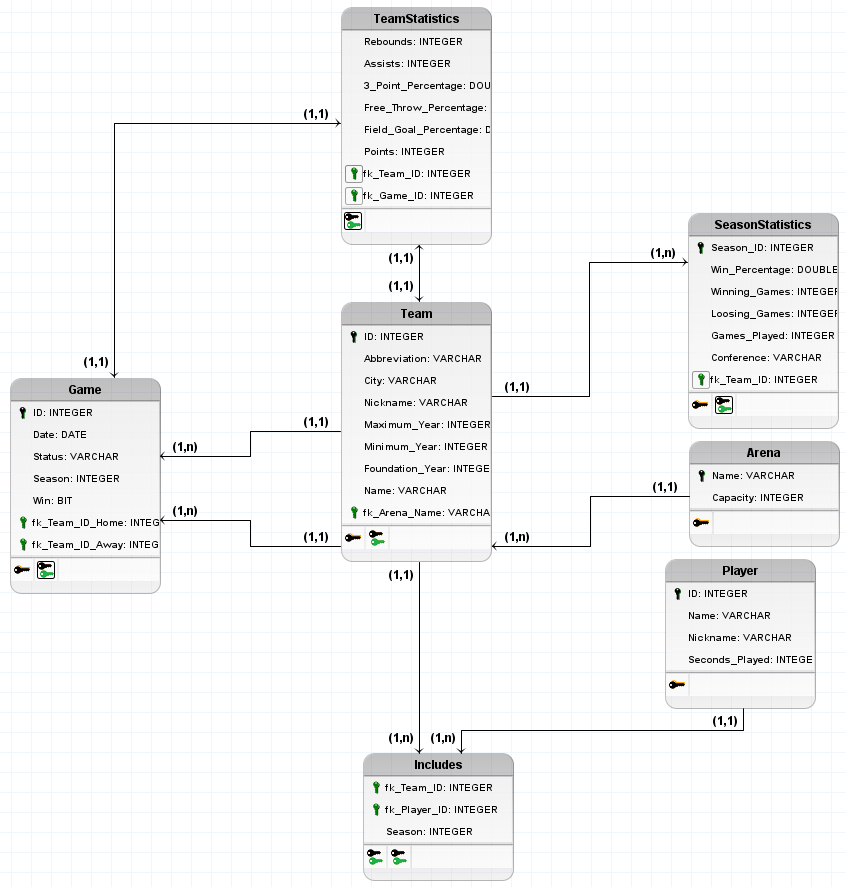 TeamStatistics
Rebounds: INTEGER
Assists: INTEGER
3_Point_Percentage: DOU
Free_Throw_Percentage:
Field_Goal_Percentage: D
Points: INTEGER
fk_Team_ID: INTEGER
fk_Game_ID: INTEGER
(1,1)
(1,1)
(1,1)
(1,1)
Game
ID: INTEGER
Date: DATE
Status: VARCHAR
Season: INTEGER
Win: BIT
fk_Team_ID_Home: INTEG
fk_Team_ID_Away: INTEG
(1,n)
(1,1)
(1,n)
(1,1)
Team
ID: INTEGER
Abbreviation: VARCHAR
City: VARCHAR
Nickname: VARCHAR
Maximum_Year: INTEGER
Minimum_Year: INTEGER
Foundation_Year: INTEGE
Name: VARCHAR
fk_Arena_Name: VARCHA
(1,1)
(1,n)
SeasonStatistics
Season_ID: INTEGER
Win_Percentage: DOUBLE
Winning_Games: INTEGER
Loosing_Games: INTEGER
Games_Played: INTEGER
Conference: VARCHAR
fk_Team_ID: INTEGER
(1,1)
(1,n)
Arena
Name: VARCHAR
Capacity: INTEGER
Player
ID: INTEGER
Name: VARCHAR
Nickname: VARCHAR
Seconds_Played: INTEGE
(1,1)
(1,1)
(1,n)
(1,n)
Includes
fk_Team_ID: INTEGER
fk_Player_ID: INTEGER
Season: INTEGER